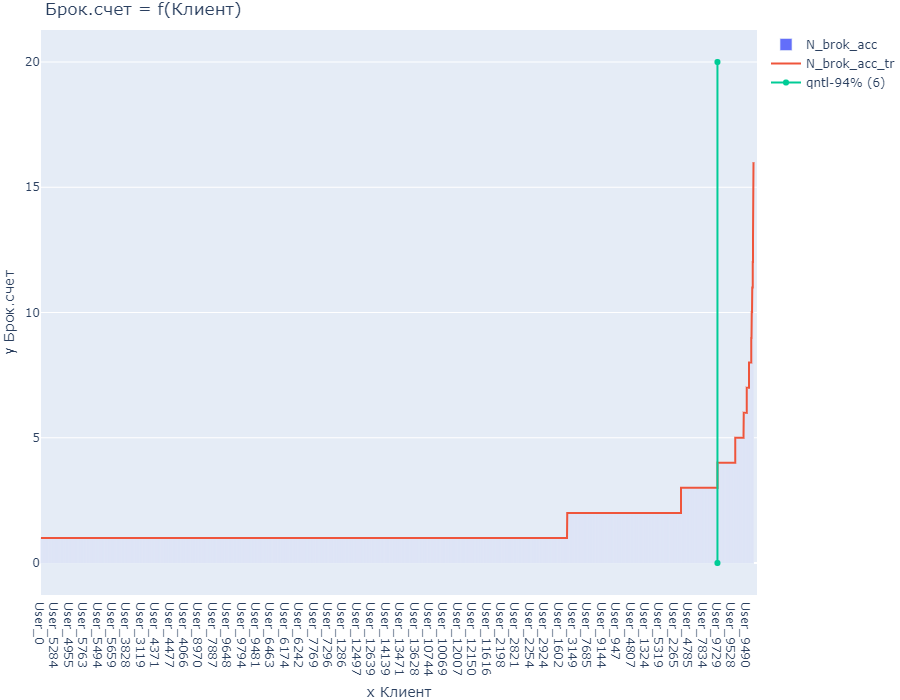 Брок.счет = f(Клиент)
N_brok_acc
N_brok_acc_tr
qntl-94% (6)
20
15
10
5
0
y Брок.счет
User_0
User_5284
User_4955
User_5763
User_5494
User_5659
User_3828
User_3119
User_4371
User_4477
User_4066
User_8970
User_7887
User_9648
User_9794
User_9481
User_6463
User_6174
User_6242
User_7769
User_7296
User_1286
User_12497
User_12639
User_14139
User_13471
User_13628
User_10744
User_10069
User_12007
User_12150
User_11616
User_2198
User_2821
User_2254
User_2924
User_1602
User_3149
User_7685
User_9144
User_947
User_4807
User_1324
User_5319
User_2265
User_4785
User_7834
User_9729
User_9528
User_9490
x Клиент